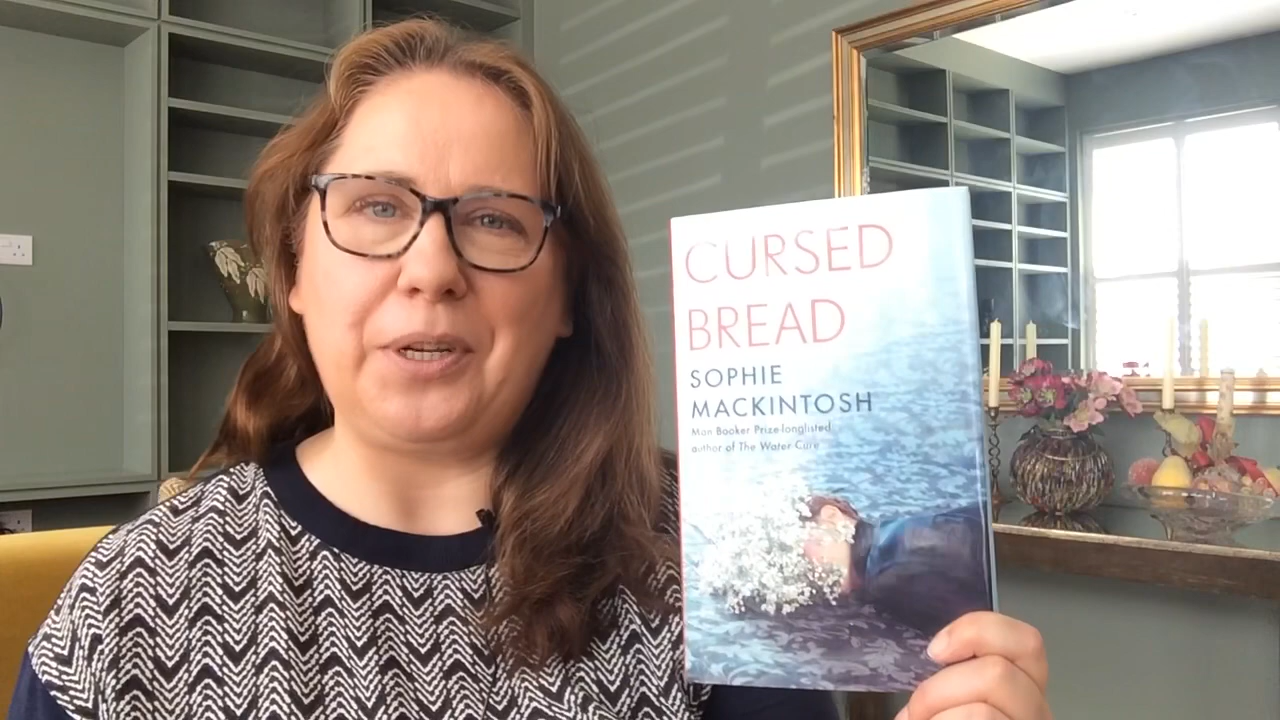 CURSED
BREAD
SOPHIE
MACKINTOSH
Man Booker Prize-longlisted
author of The Water Cure